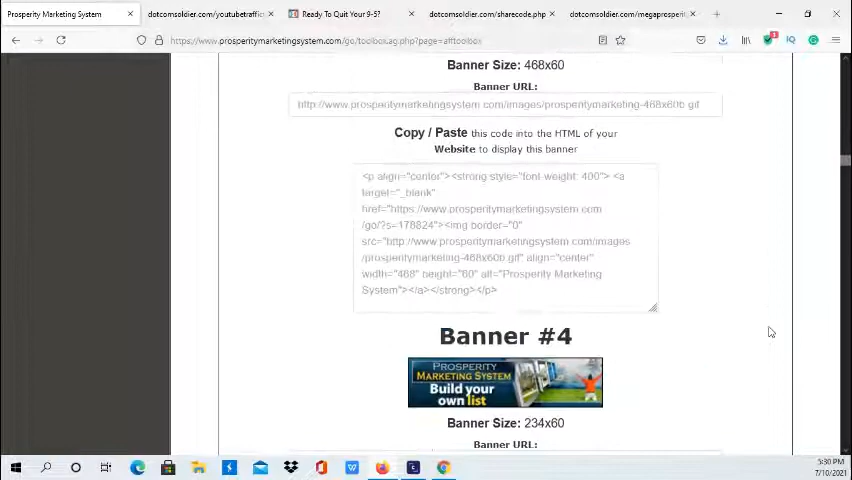 Prosperity Marketing System
dotcomsoldier.com/youtubetraffic
Ready To Quit Your 9-5?
dotcomsoldier.com/sharecode.php
dotcomsoldier.com/megaprosperit
https://www.prosperitymarketingsystem.com/go/toolbox.ag.php?page=afftoolbox
Banner Size: 468x60
Banner URL:
http://www.prosperitymarketingsystem.com/images/prosperitymarketing-468x60b.gif
Copy / Paste this code into the HTML of your
Website to display this banner
<p align="center"><strong style="font-weight: 400"> <a
target="_blank"
href="https://www.prosperitymarketingsystem.com
/go/?s=178824"><img border="0"
src="http://www.prosperitymarketingsystem.com/images
/prosperitymarketing-468x60b.gif" align="center"
width="468" height="60" alt="Prosperity Marketing
System"></a></strong></p>
Banner #4
PROSPERITY
MARKETING SYSTEM
Build your
own list
Banner Size: 234x60
Banner URL:
5:30 PM
7/10/2021